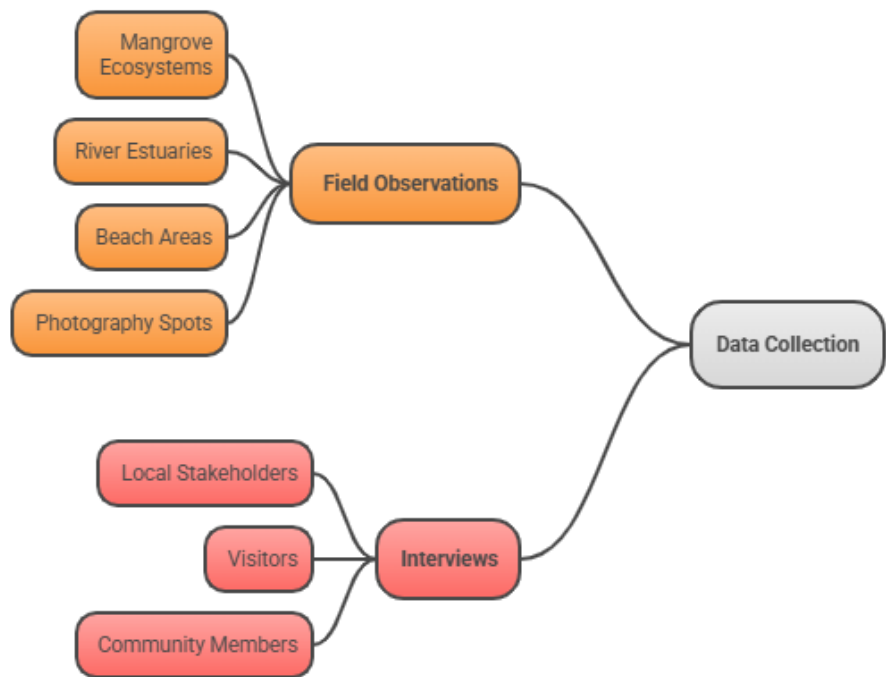 Mangrove
Ecosystems
River Estuaries
Field Observations
Beach Areas
Photography Spots
Data Collection
Local Stakeholders
Visitors
Interviews
Community Members